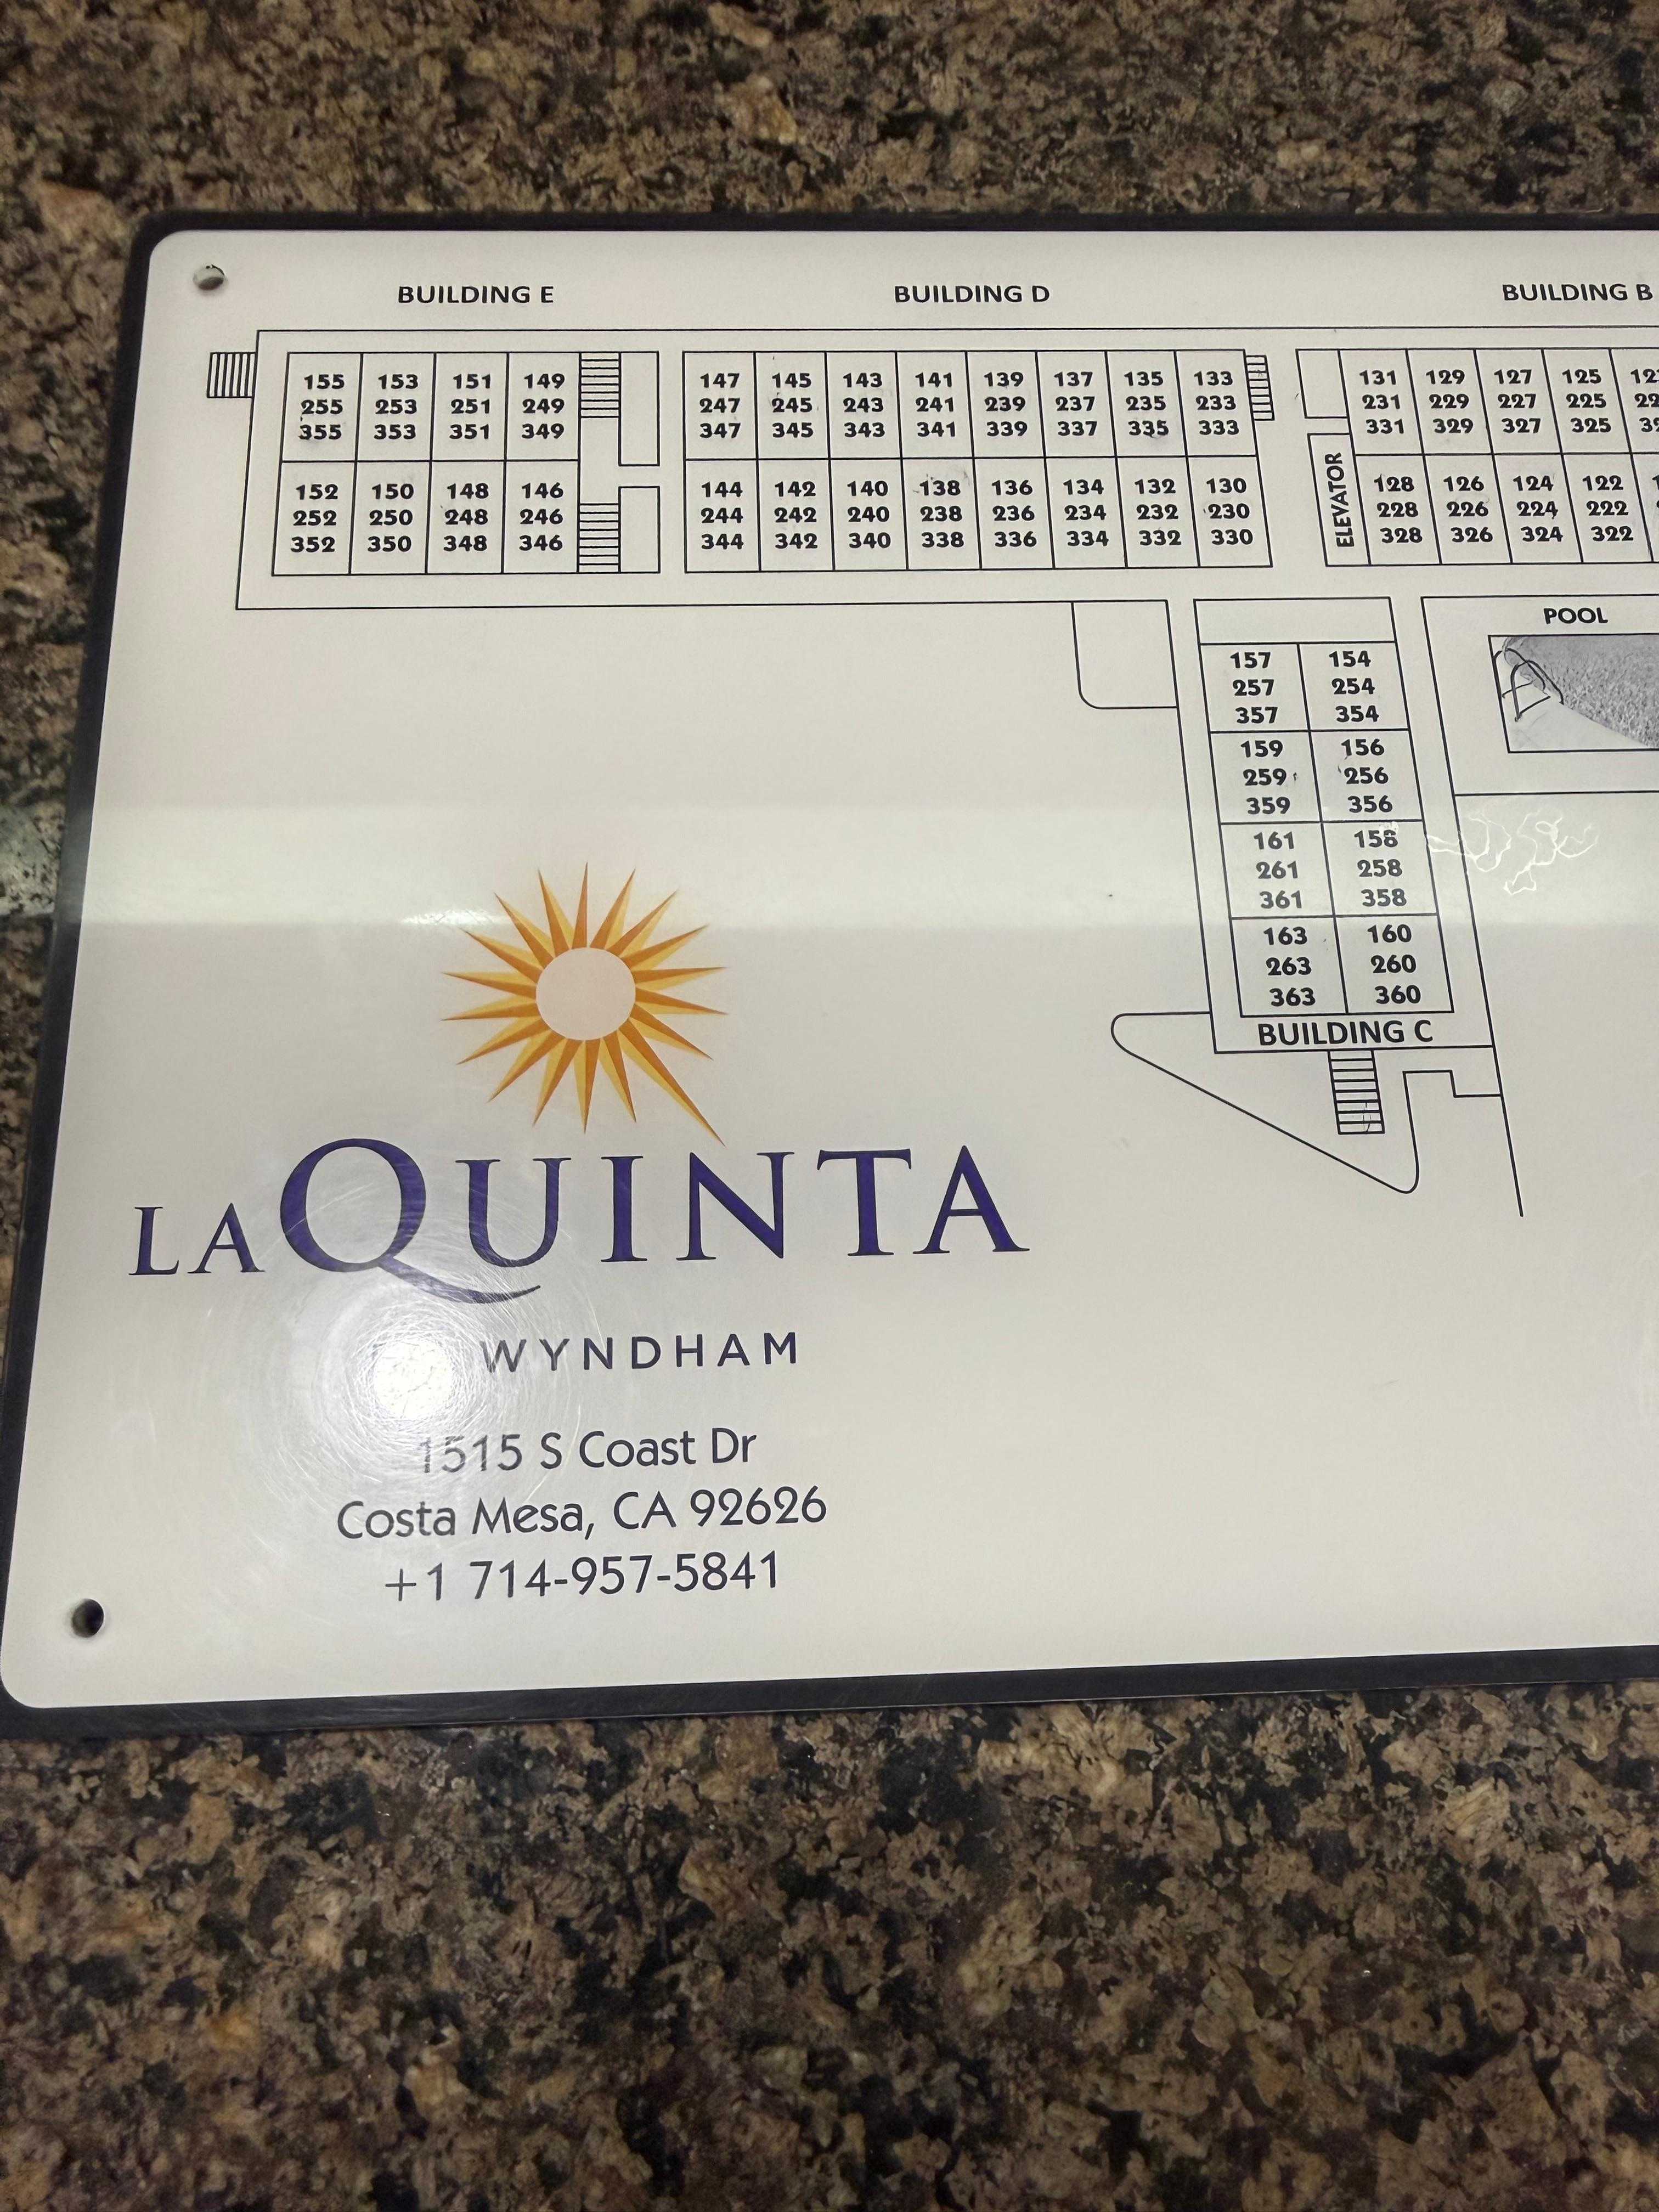 BUILDING E BUILDING D BUILDING B
155 153 151 149 147 145 143 141 139 137 135 133 131 129 127 125
255 253 251 249 247 245 243 241 239 237 235 233 231 229 227 225
355 353 351 349 347 345 343 341 339 337 335 333 331 329 327 325
ELEVATOR
152 150 148 146 144 142 140 138 136 134 132 130 128 126 124 122
252 250 248 246 244 242 240 238 236 234 232 230 228 226 224 222
352 350 348 346 344 342 340 338 336 334 332 330 328 326 324 322
POOL
157 154
257 254
357 354
159 156
259 256
359 356
161 158
261 258
361 358
163 160
263 260
363 360
BUILDING C
LA QUINTA
WYNDHAM
1515 S Coast Dr
Costa Mesa, CA 92626
+1 714-957-5841